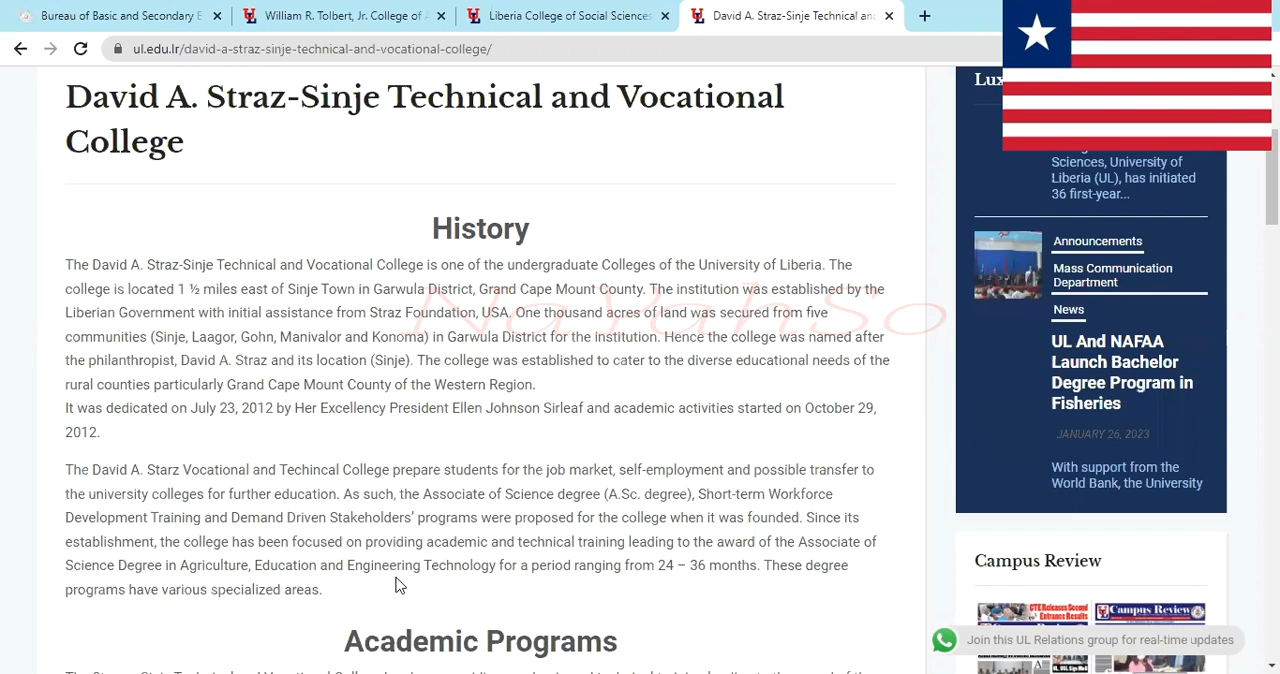 Bureau of Basic and Secondary E
William R. Tolbert, Jr. College of A
Liberia College of Social Sciences
David A. Straz-Sinje Technical and
ul.edu.lr/david-a-straz-sinje-technical-and-vocational-college/
David A. Straz-Sinje Technical and Vocational
College
History
The David A. Straz-Sinje Technical and Vocational College is one of the undergraduate Colleges of the University of Liberia. The
college is located 1 ½ miles east of Sinje town in Garwula District, Grand Cape Mount County. The institution was established by the
Liberian Government with initial assistance from Straz Foundation, USA. One thousand acres of land was secured from five
communities (Sinje, Laagor, Gohn, Manivalor and Konoma) in Garwula District for the institution. Hence the college was named after
the philanthropist, David A. Straz and its location (Sinje). The college was established to cater to the diverse educational needs of the
rural counties particularly Grand Cape Mount County of the Western Region.
It was dedicated on July 23, 2012 by Her Excellency President Ellen Johnson Sirleaf and academic activities started on October 29,
2012.
The David A. Starz Vocational and Techincal College prepare students for the job market, self-employment and possible transfer to
the university colleges for further education. As such, the Associate of Science degree (A.Sc. degree), Short-term Workforce
Development Training and Demand Driven Stakeholders’ programs were proposed for the college when it was founded. Since its
establishment, the college has been focused on providing academic and technical training leading to the award of the Associate of
Science Degree in Agriculture, Education and Engineering Technology for a period ranging from 24 – 36 months. These degree
programs have various specialized areas.
Academic Programs
NaYahSo
Lux
Sciences, University of
Liberia (UL), has initiated
36 first-year...
Announcements
Mass Communication
Department
News
UL And NAFAA
Launch Bachelor
Degree Program in
Fisheries
JANUARY 26, 2023
With support from the
World Bank, the University
Campus Review
CTE Releases Second
Entrance Results
Campus Review
Join this UL Relations group for real-time updates